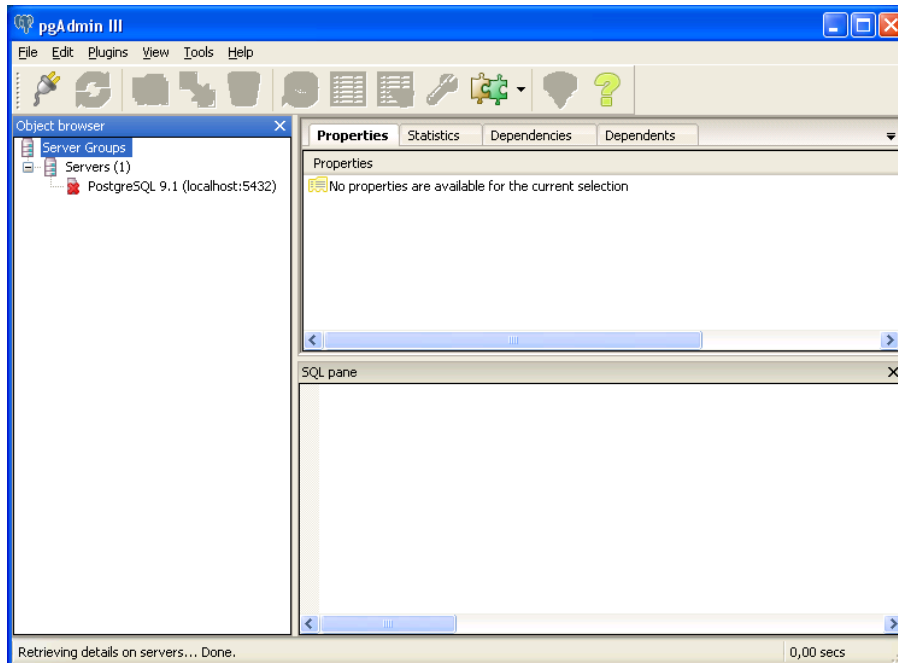 pgAdmin III
File Edit Plugins View Tools Help
Object browser
Server Groups
Servers (1)
PostgreSQL 9.1 (localhost:5432)
Properties Statistics Dependencies Dependents
Properties
No properties are available for the current selection
SQL pane
Retrieving details on servers... Done. 0,00 secs